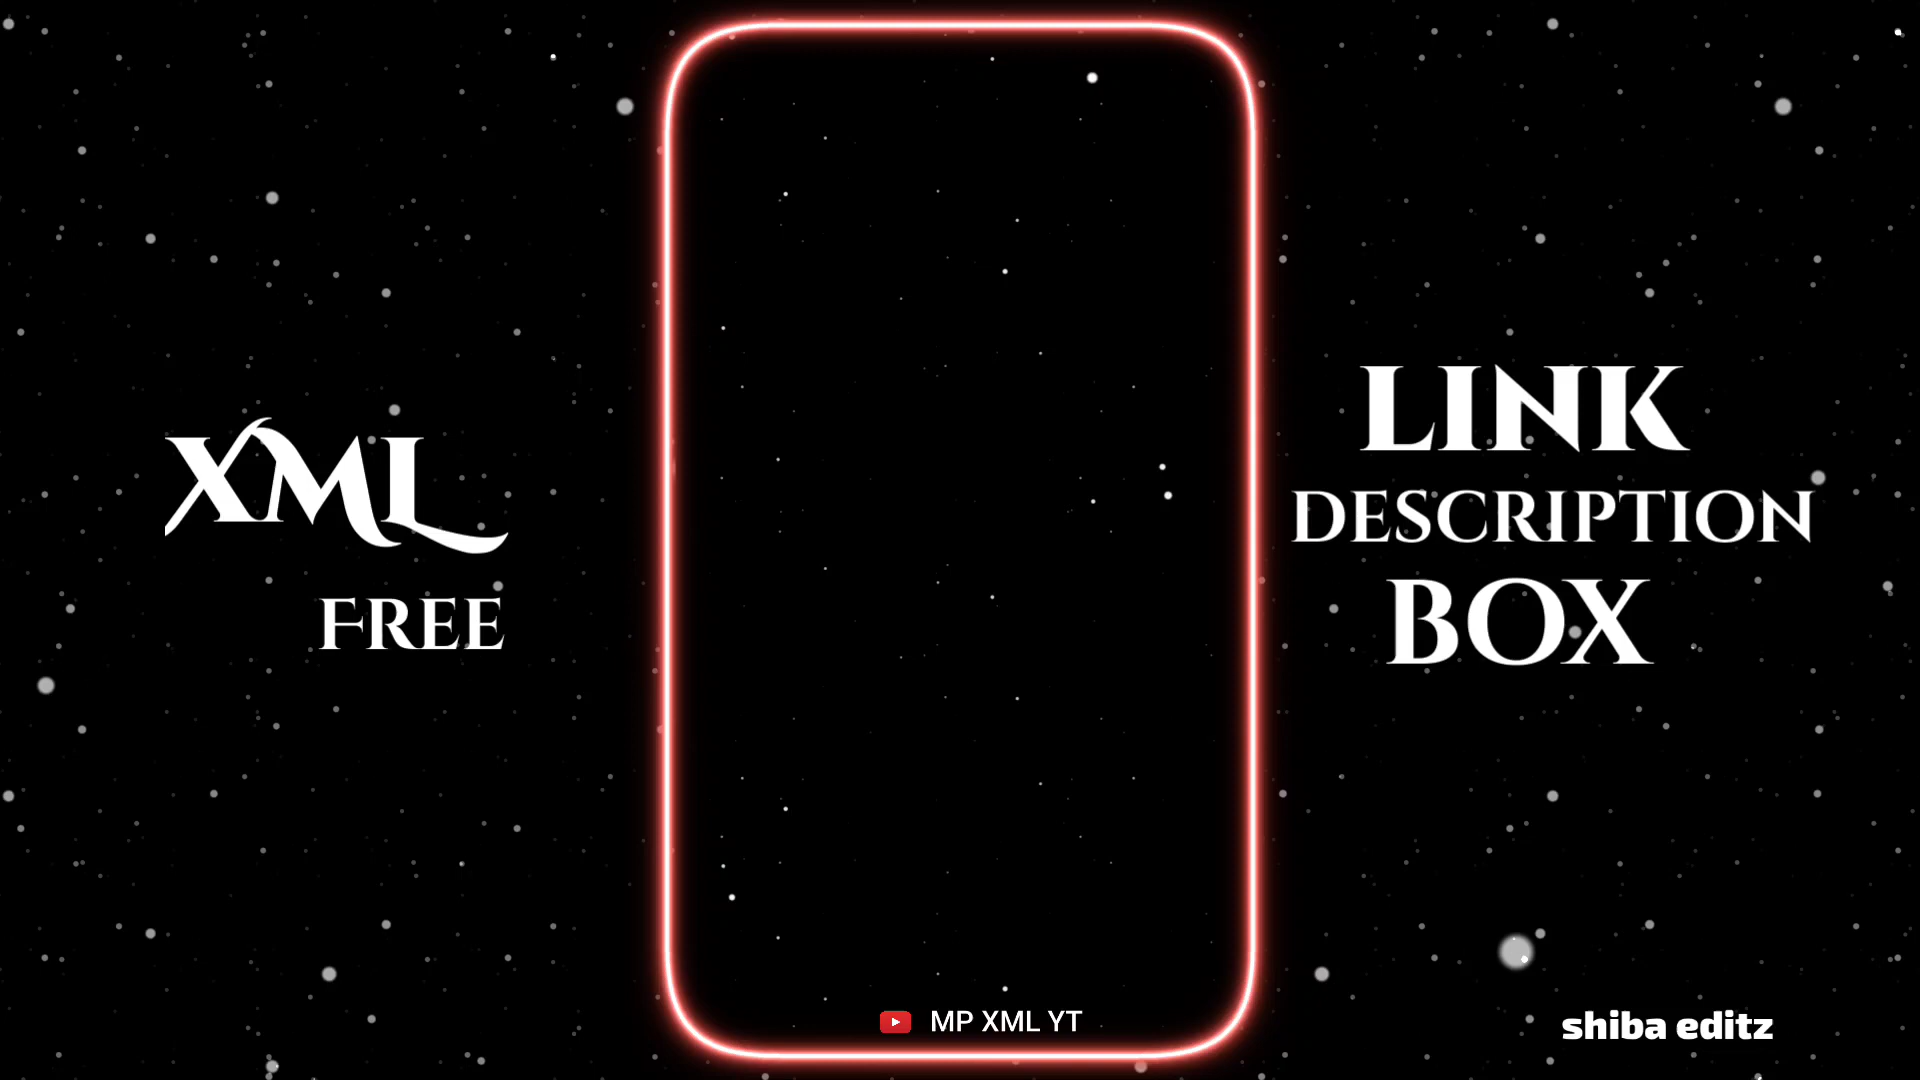 XML
FREE
LINK
DESCRIPTION
BOX
MP XML YT
shiba editz